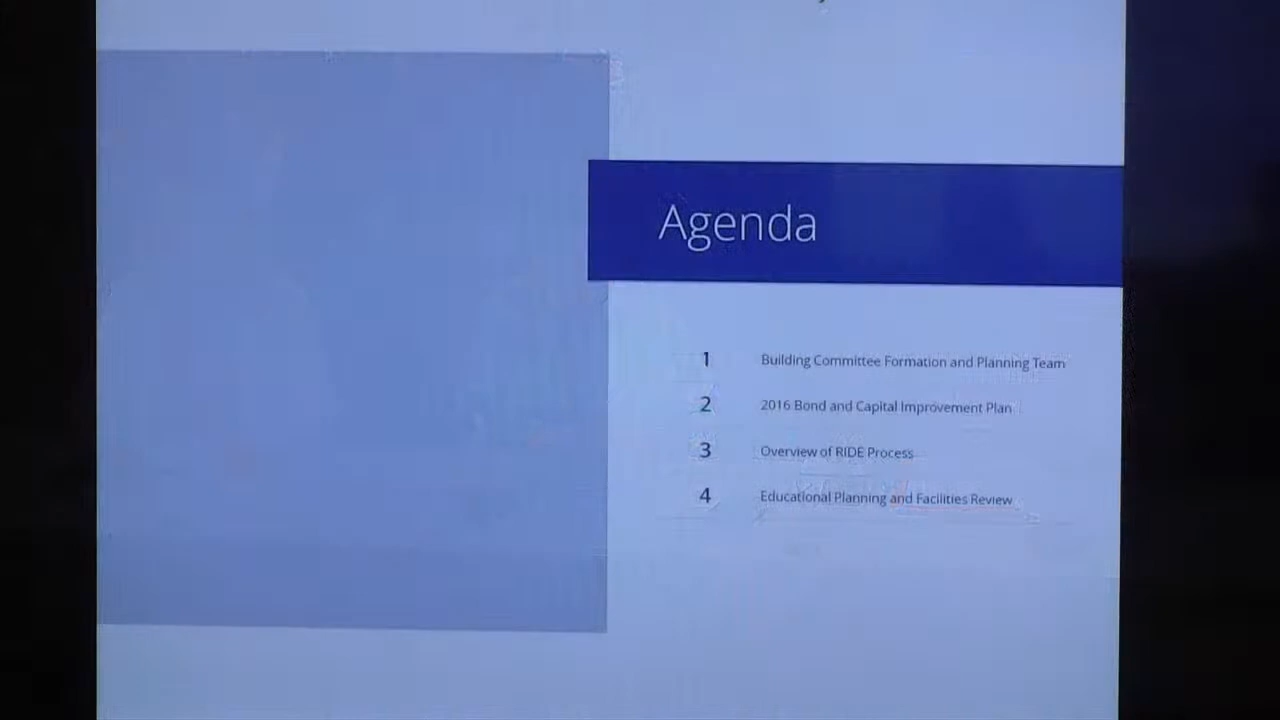 Agenda
1 Building Committee Formation and Planning Team
2 2016 Bond and Capital Improvement Plan
3 Overview of RIDE Process
4 Educational Planning and Facilities Review